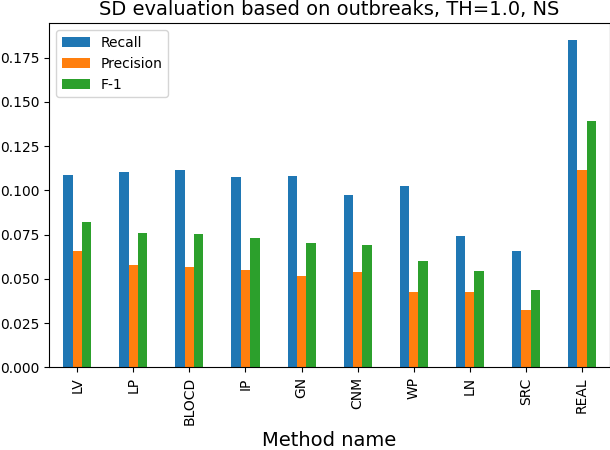 SD evaluation based on outbreaks, TH=1.0, NS
Recall
Precision
F-1
0.175
0.150
0.125
0.100
0.075
0.050
0.025
0.000
LV
LP
BLOCD
IP
GN
CNM
WP
LN
SRC
REAL
Method name